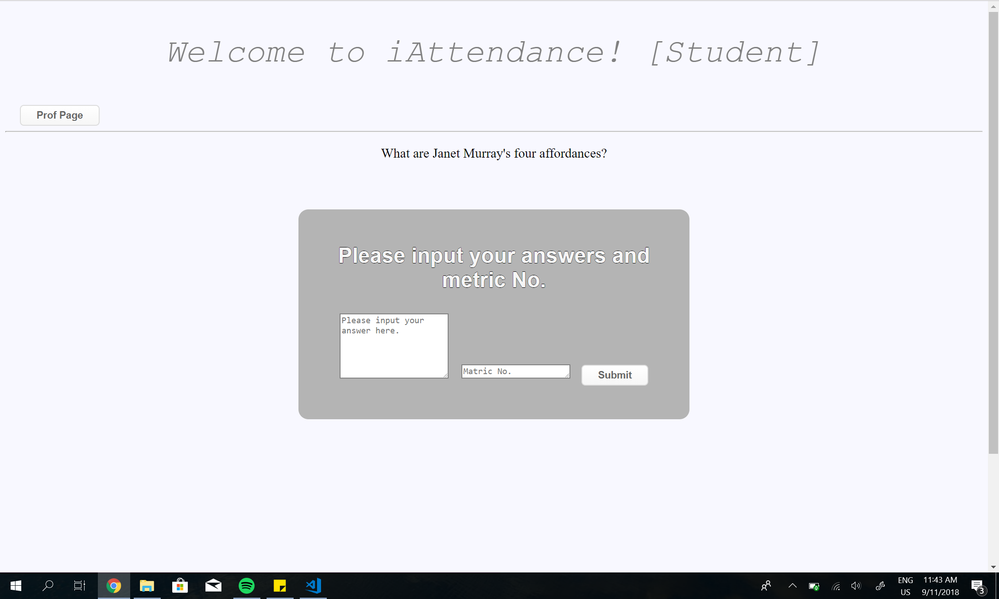 Welcome to iAttendance! [Student]
Prof Page
What are Janet Murray's four affordances?
Please input your answers and
metric No.
Please input your
answer here.
Matric No.
Submit
ENG
US
11:43 AM
9/11/2018
3